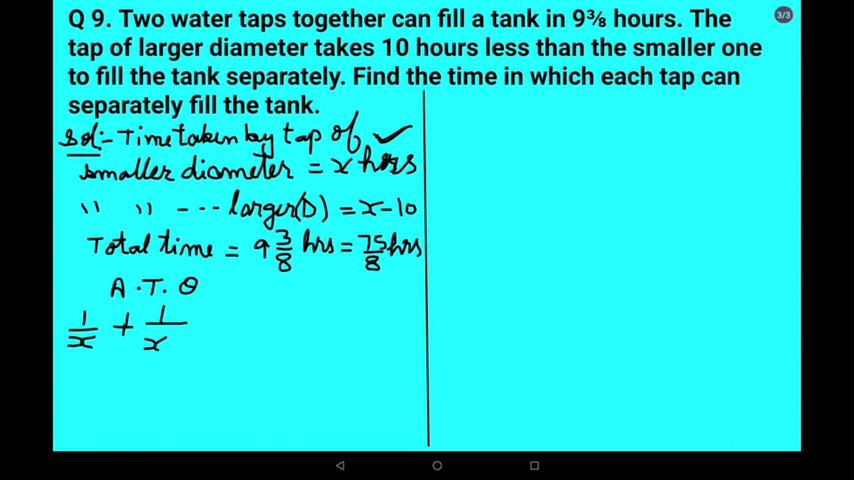 Q 9. Two water taps together can fill a tank in 9⅜ hours. The
tap of larger diameter takes 10 hours less than the smaller one
to fill the tank separately. Find the time in which each tap can
separately fill the tank.
3/3
Sol:- Time taken by tap of ✓
smaller diameter = x hrs
" " --- larger(D) = x-10
Total time = 9 3/8 hrs = 75/8 hrs
A.T.Q
1/x + 1/x